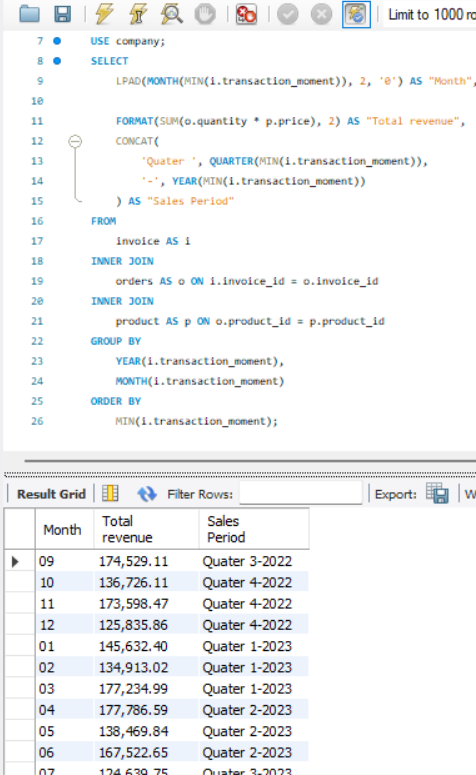 Limit to 1000 ro
7 USE company;
8 SELECT
9 LPAD(MONTH(MIN(i.transaction_moment)), 2, '0') AS "Month",
10
11 FORMAT(SUM(o.quantity * p.price), 2) AS "Total revenue",
12 CONCAT(
13 'Quater ', QUARTER(MIN(i.transaction_moment)),
14 '-', YEAR(MIN(i.transaction_moment))
15 ) AS "Sales Period"
16 FROM
17 invoice AS i
18 INNER JOIN
19 orders AS o ON i.invoice_id = o.invoice_id
20 INNER JOIN
21 product AS p ON o.product_id = p.product_id
22 GROUP BY
23 YEAR(i.transaction_moment),
24 MONTH(i.transaction_moment)
25 ORDER BY
26 MIN(i.transaction_moment);
Result Grid Filter Rows: Export: W
Month Total revenue Sales Period
09 174,529.11 Quater 3-2022
10 136,726.11 Quater 4-2022
11 173,598.47 Quater 4-2022
12 125,835.86 Quater 4-2022
01 145,632.40 Quater 1-2023
02 134,913.02 Quater 1-2023
03 177,234.99 Quater 1-2023
04 177,786.59 Quater 2-2023
05 138,469.84 Quater 2-2023
06 167,522.65 Quater 2-2023
07 124,639.75 Quater 3-2023